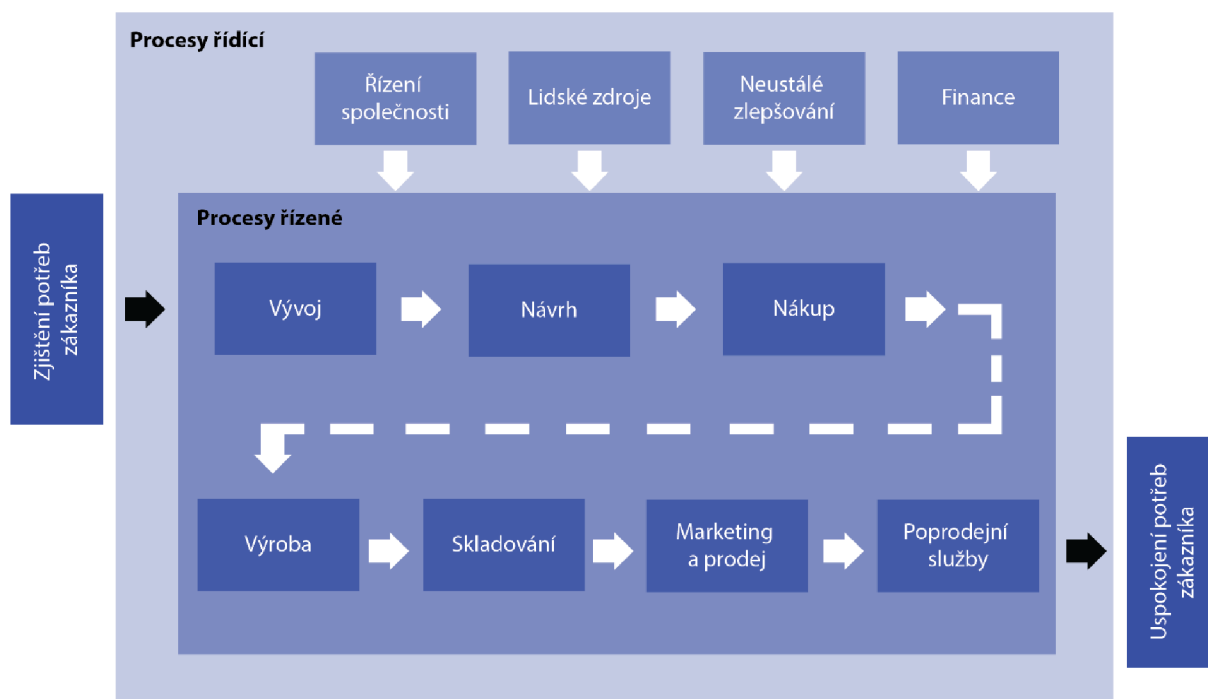 Procesy řídící
Řízení
společnosti
Lidské zdroje
Neustálé
zlepšování
Finance
Zjištění potřeb
zákazníka
Procesy řízené
Vývoj
Návrh
Nákup
Výroba
Skladování
Marketing
a prodej
Poprodejní
služby
Uspokojení potřeb
zákazníka